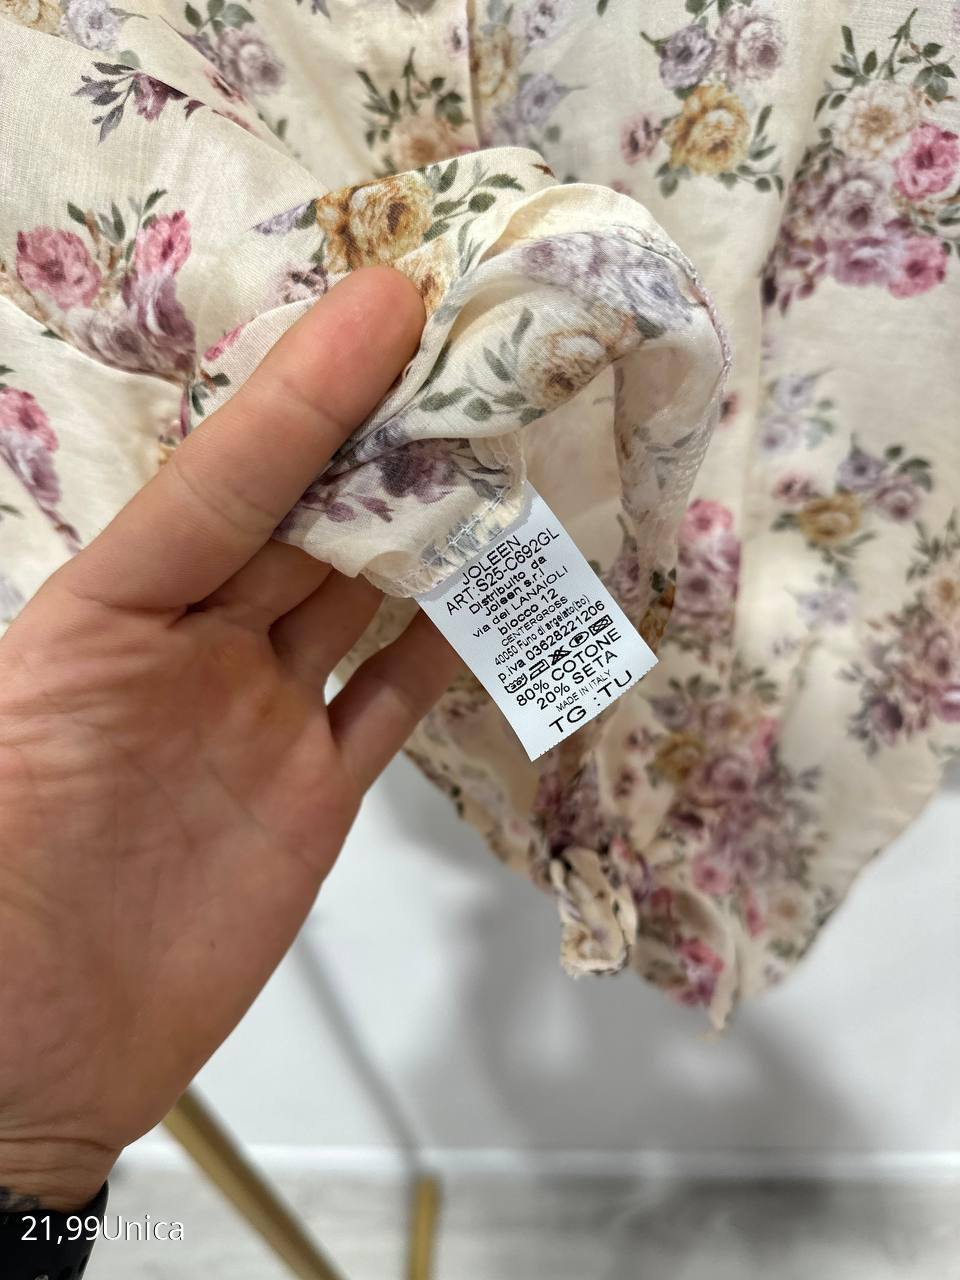 JOLEEN
ART:S25-C692GL
Distribuito da
Joleen s.r.l
via dei LANAIOLI
blocco 12
CENTERGROSS
40050 Funo di argelato(bo)
p.iva 03628221206
80% COTONE
20% SETA
MADE IN ITALY
TG : TU
21,99Unica